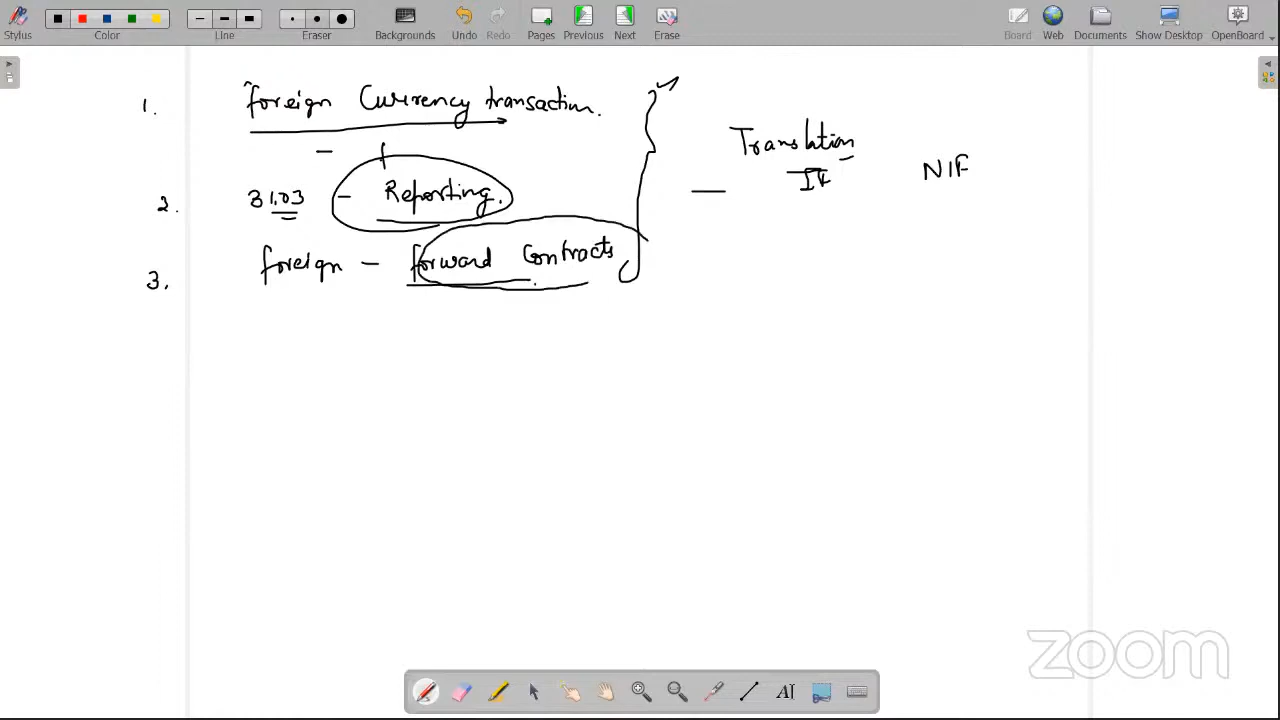 Stylus
Color
Line
Eraser
Backgrounds
Undo
Redo
Pages
Previous
Next
Erase
Board
Web
Documents
Show Desktop
OpenBoard
1. Foreign Currency transaction.
2. 31.03 - Reporting.
3. foreign - forward Contracts
Translation
NIF
zoom